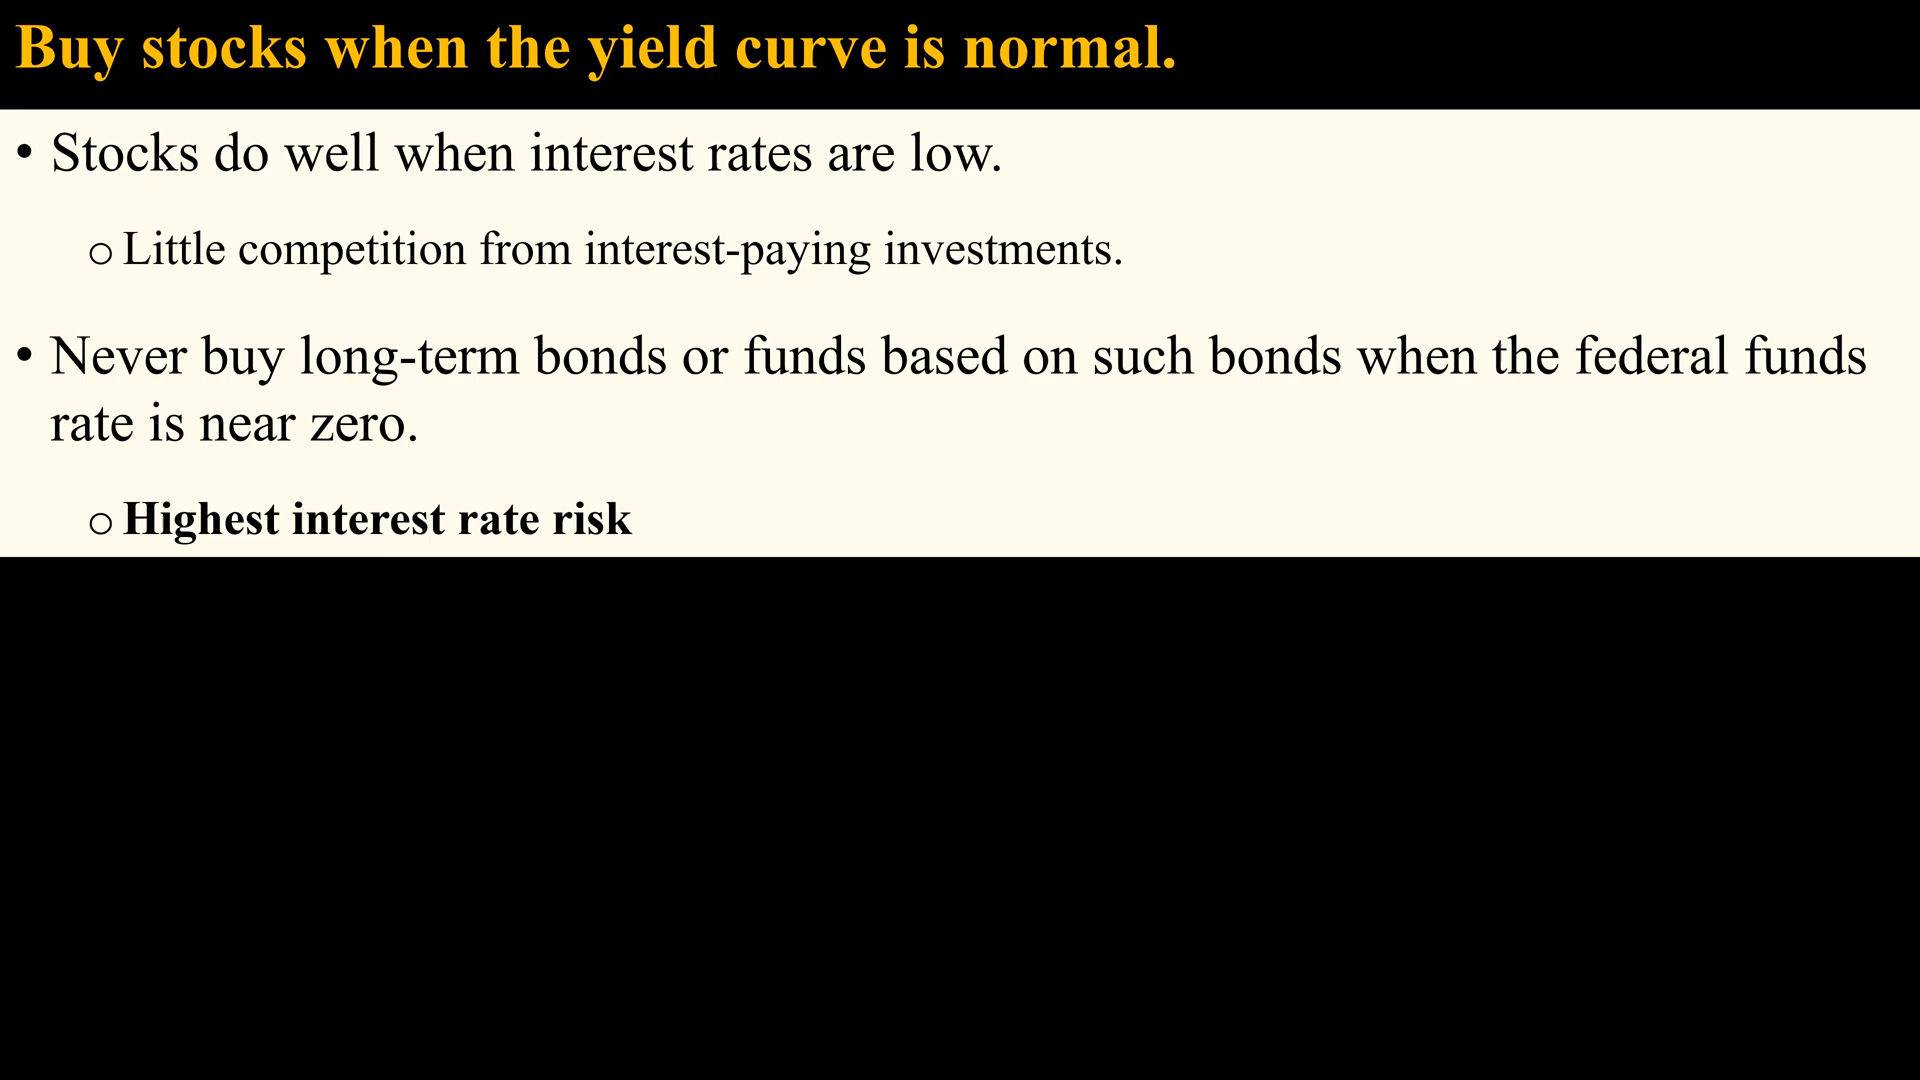 Buy stocks when the yield curve is normal.
• Stocks do well when interest rates are low.
o Little competition from interest-paying investments.
• Never buy long-term bonds or funds based on such bonds when the federal funds
rate is near zero.
o Highest interest rate risk